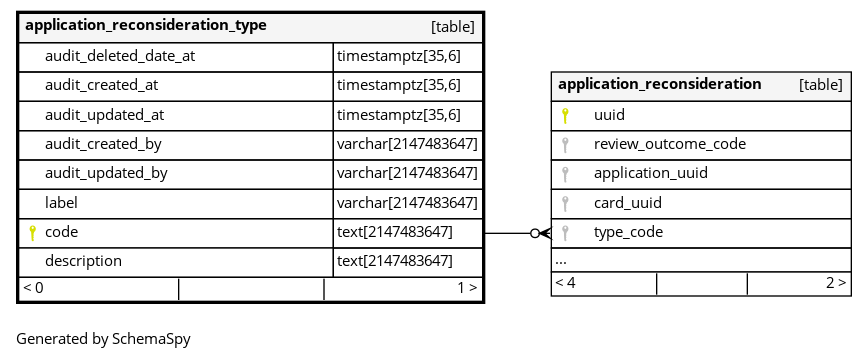 application_reconsideration_type [table]
audit_deleted_date_at timestamptz[35,6]
audit_created_at timestamptz[35,6]
audit_updated_at timestamptz[35,6]
audit_created_by varchar[2147483647]
audit_updated_by varchar[2147483647]
label varchar[2147483647]
code text[2147483647]
description text[2147483647]
< 0 1 >
application_reconsideration [table]
uuid
review_outcome_code
application_uuid
card_uuid
type_code
...
< 4 2 >
Generated by SchemaSpy